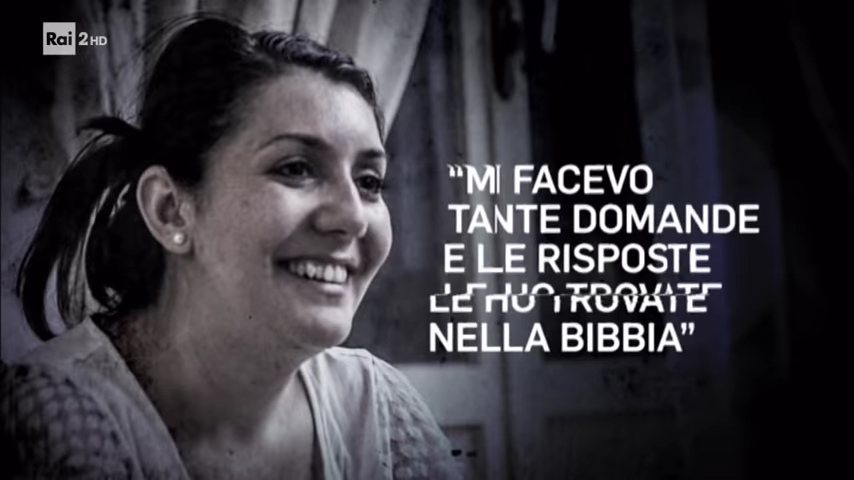 Rai 2HD
“MI FACEVO
TANTE DOMANDE
E LE RISPOSTE
LE HO TROVATE
NELLA BIBBIA”